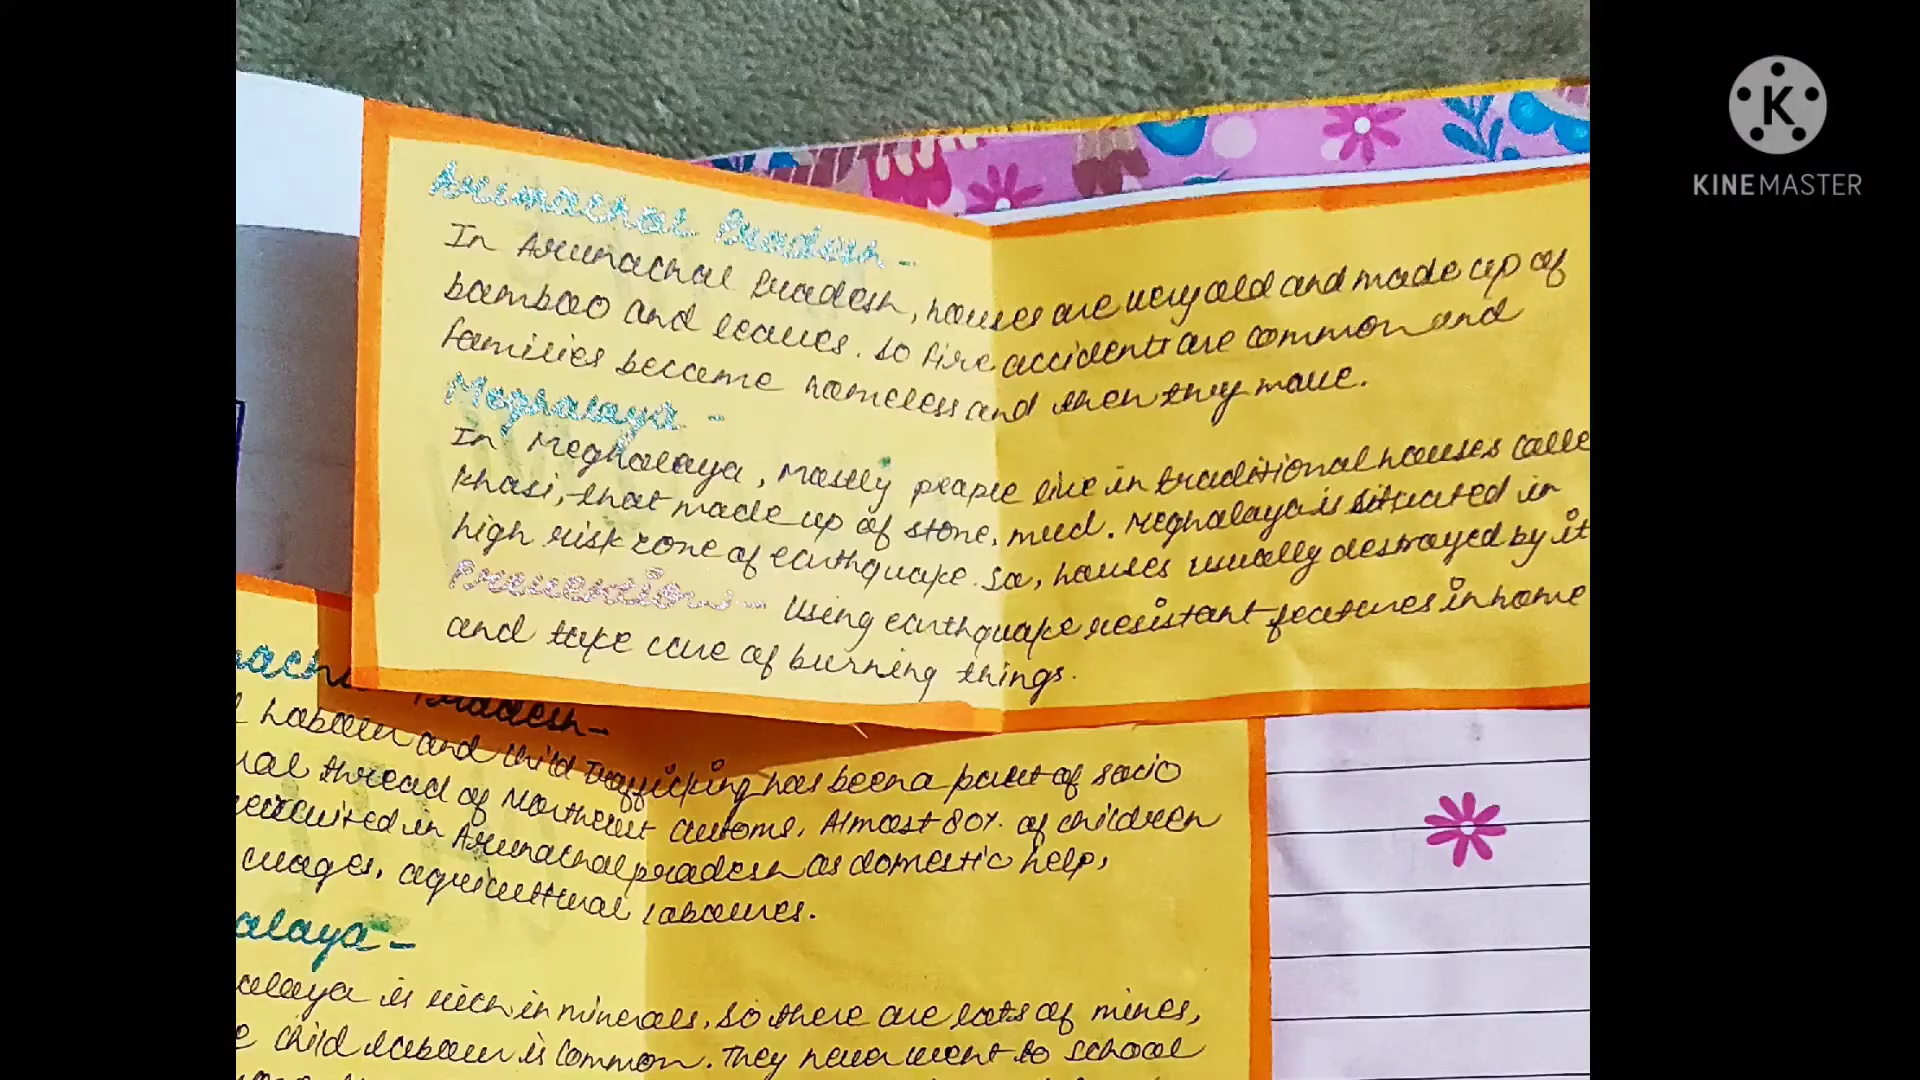 Arunachal Pradesh -
In Arunachal Pradesh, houses are very old and made up of
bamboo and leaves. So fire accidents are common and
families become homeless and then they move.
Meghalaya -
In Meghalaya, Mostly people live in traditional houses calle
Khasi, that made up of stone, mud. Meghalaya is situated in
high risk zone of earthquake. So, houses usually destroyed by it
Prevention - Using earthquake resistant features in home
and take care of burning things.
Pradesh -
labour and child Trafficking has been a part of socio
thread of Northeast customs. Almost 80% of children
in Arunachal pradesh as domestic help,
wages, agricultural laboures.
alaya -
alaya is rich in minerals. So there are lots of mines,
child labour is common. They never went to school
K
KINEMASTER